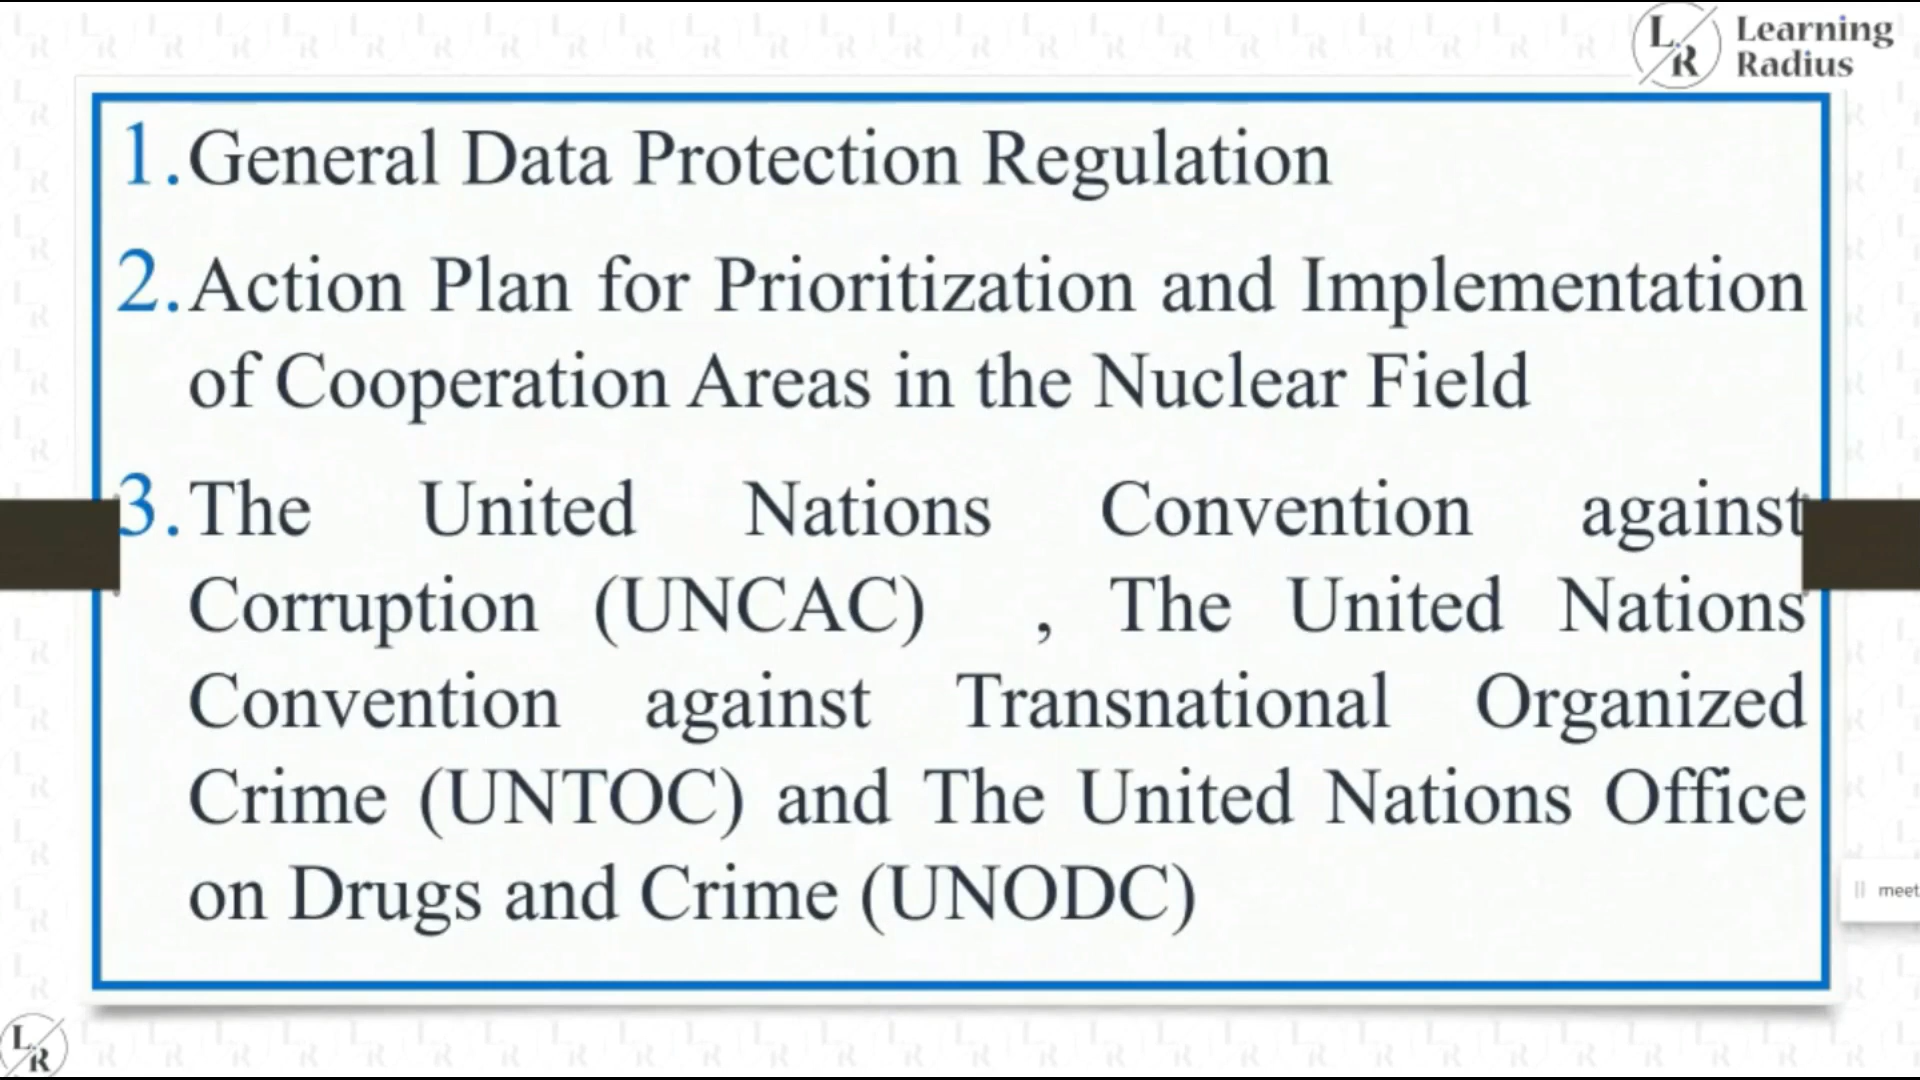 L R Learning
Radius
1. General Data Protection Regulation
2. Action Plan for Prioritization and Implementation
of Cooperation Areas in the Nuclear Field
3. The United Nations Convention against
Corruption (UNCAC) , The United Nations
Convention against Transnational Organized
Crime (UNTOC) and The United Nations Office
on Drugs and Crime (UNODC)
meet
L R